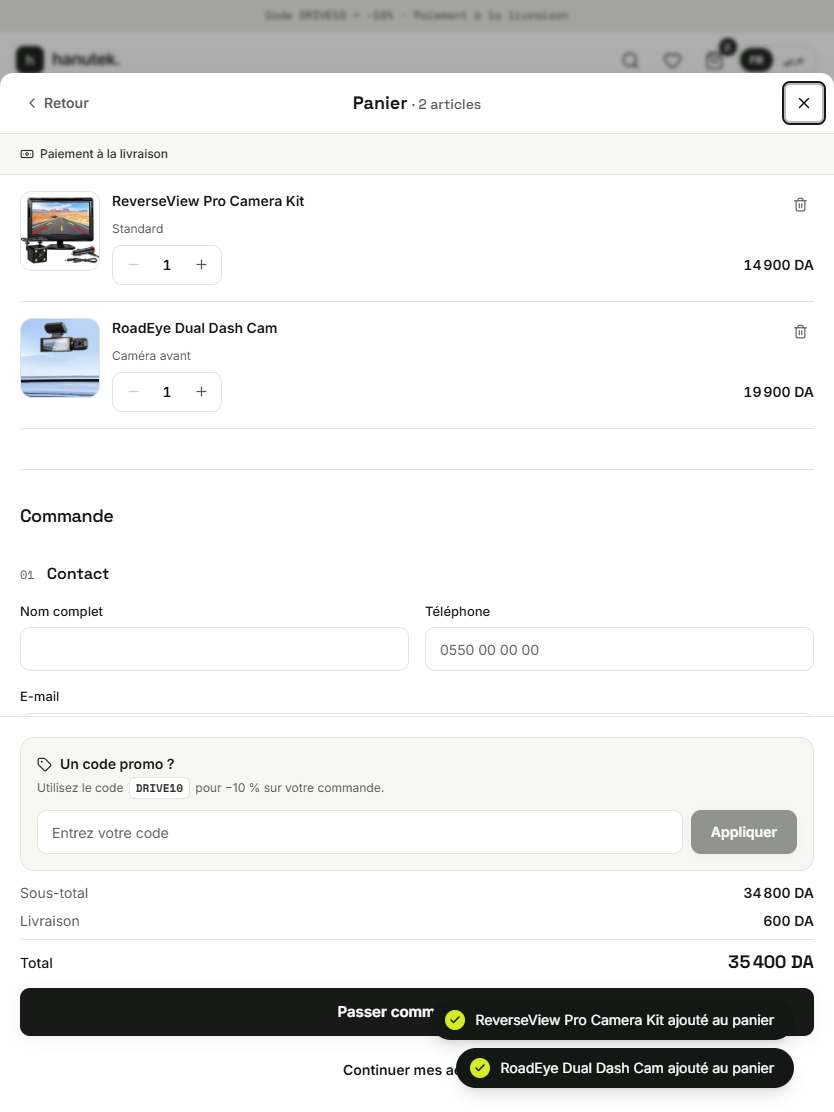 Code DRIVE10 = -10% · Paiement à la livraison
h hanutek.
FR
Retour
Panier · 2 articles
Paiement à la livraison
ReverseView Pro Camera Kit
Standard
− 1 +
14 900 DA
RoadEye Dual Dash Cam
Caméra avant
− 1 +
19 900 DA
Commande
01 Contact
Nom complet
Téléphone
0550 00 00 00
E-mail
Un code promo ?
Utilisez le code DRIVE10 pour −10 % sur votre commande.
Entrez votre code
Appliquer
Sous-total
34 800 DA
Livraison
600 DA
Total
35 400 DA
Passer comm
ReverseView Pro Camera Kit ajouté au panier
Continuer mes a
RoadEye Dual Dash Cam ajouté au panier